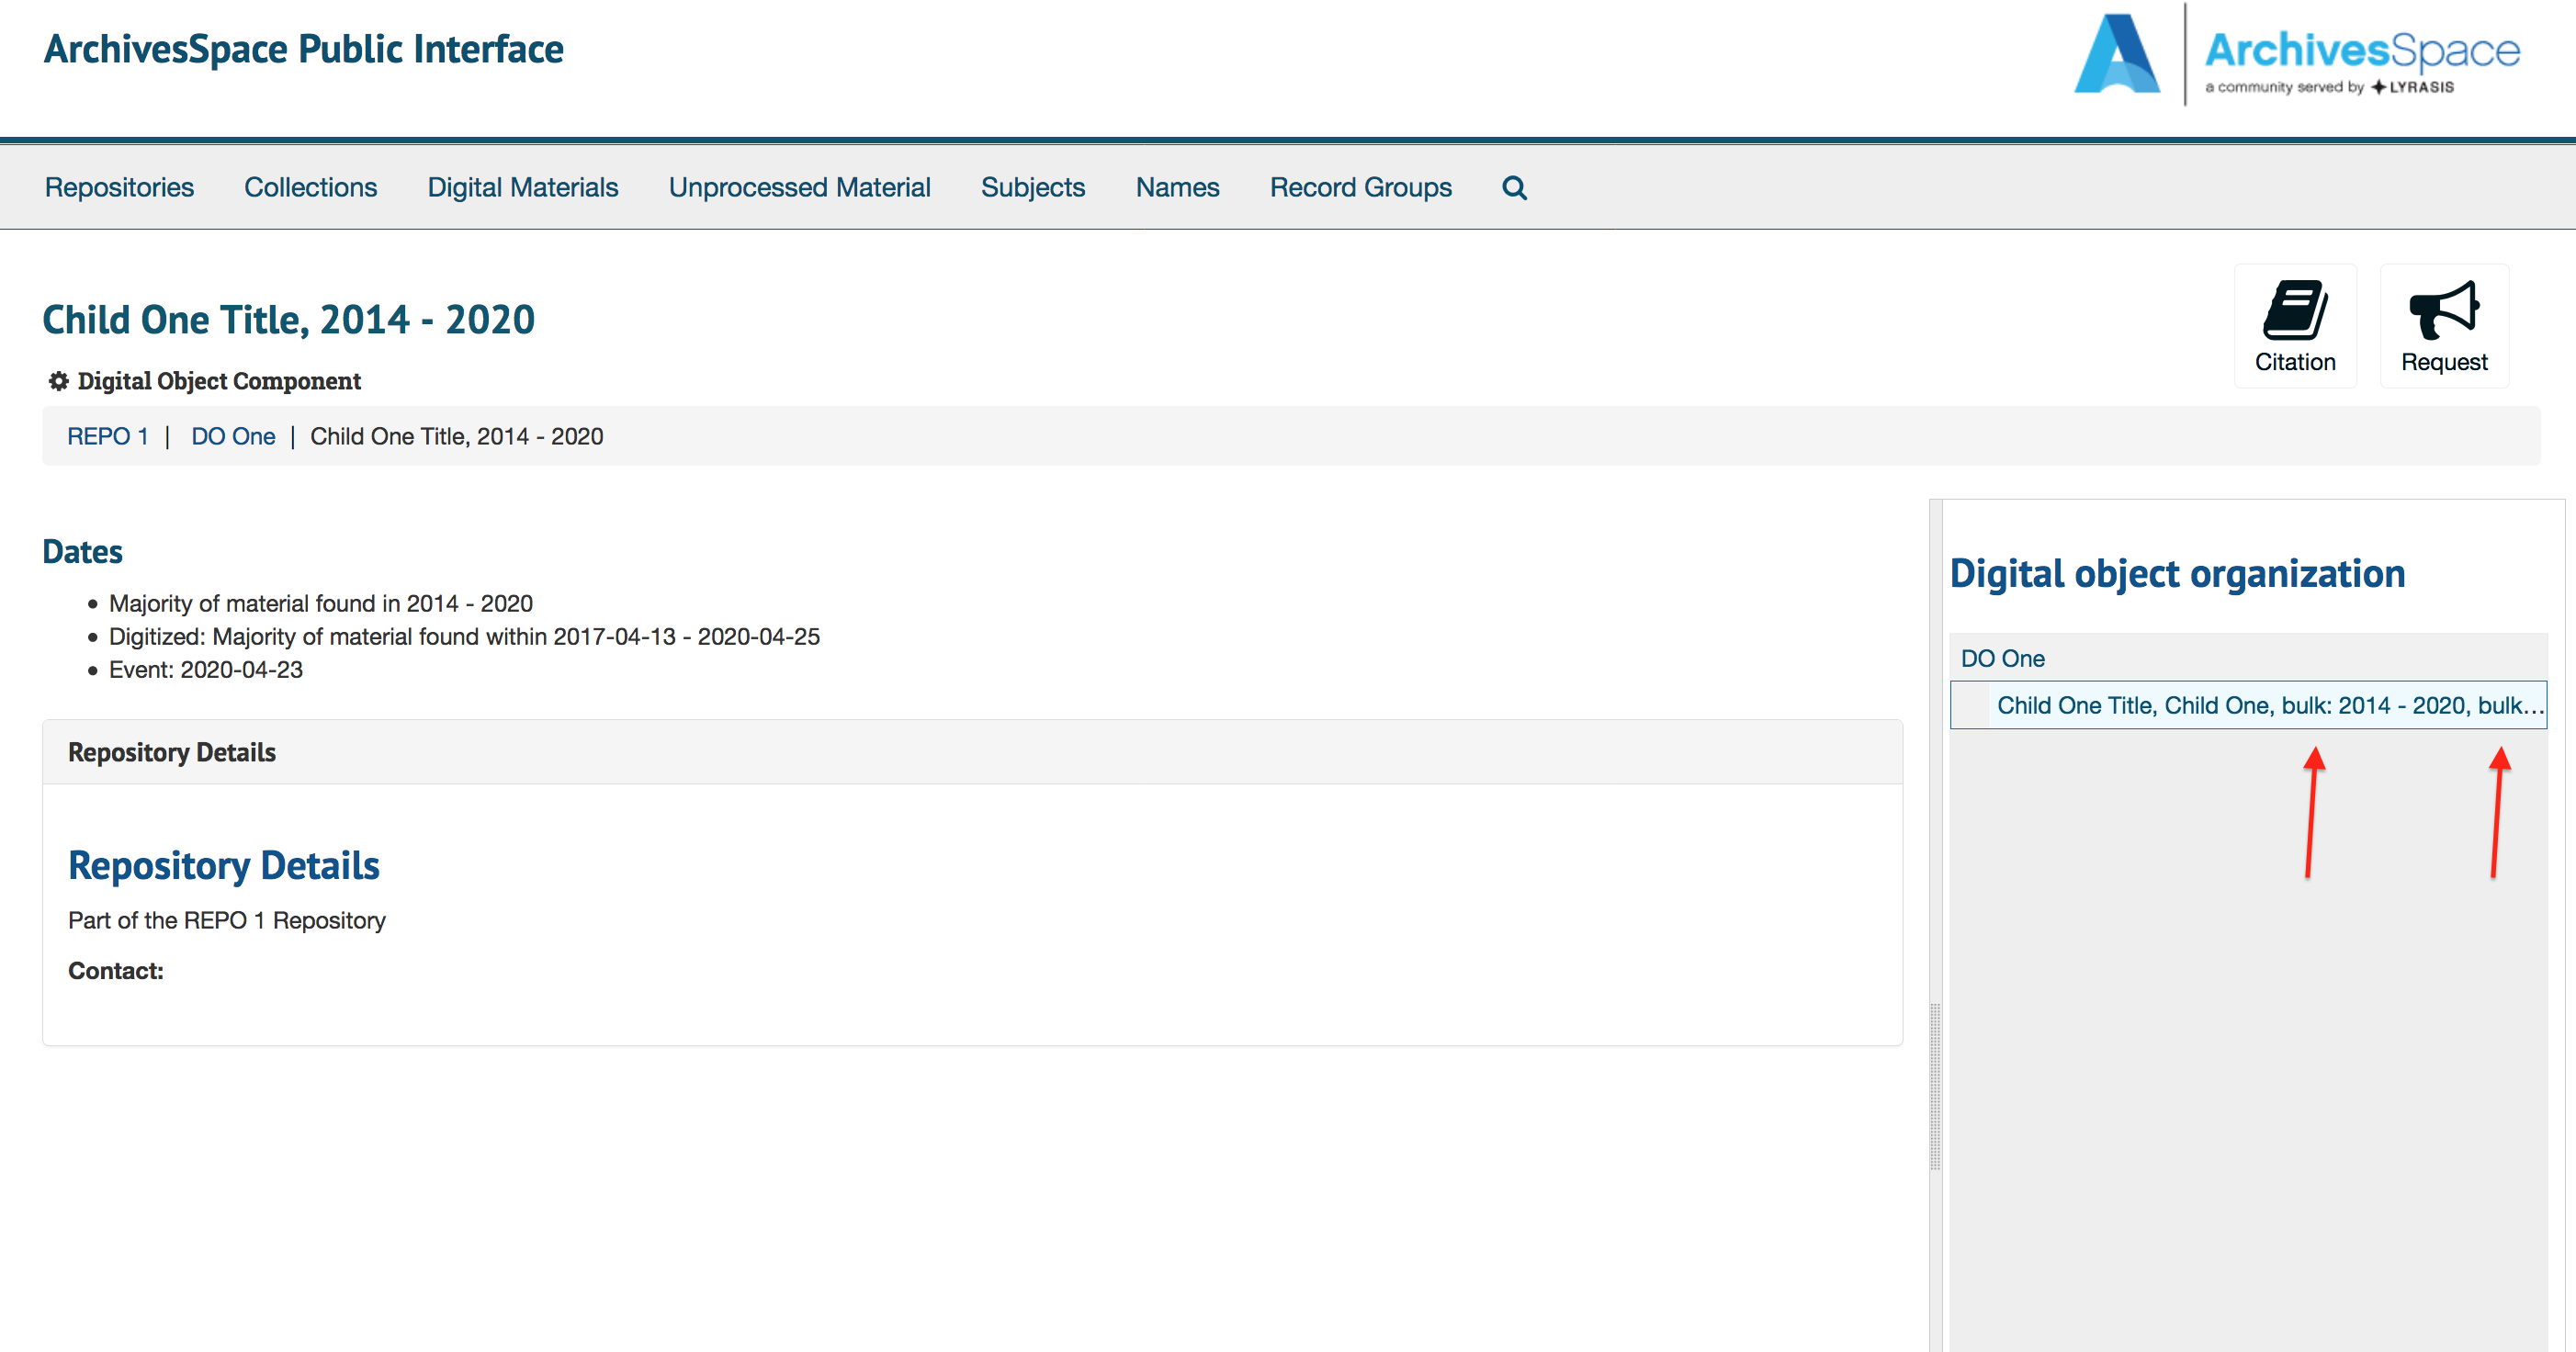 ArchivesSpace Public Interface
ArchivesSpace
a community served by LYRASIS
Repositories Collections Digital Materials Unprocessed Material Subjects Names Record Groups
Child One Title, 2014 - 2020
Digital Object Component
Citation
Request
REPO 1 | DO One | Child One Title, 2014 - 2020
Dates
Majority of material found in 2014 - 2020
Digitized: Majority of material found within 2017-04-13 - 2020-04-25
Event: 2020-04-23
Repository Details
Repository Details
Part of the REPO 1 Repository
Contact:
Digital object organization
DO One
Child One Title, Child One, bulk: 2014 - 2020, bulk...